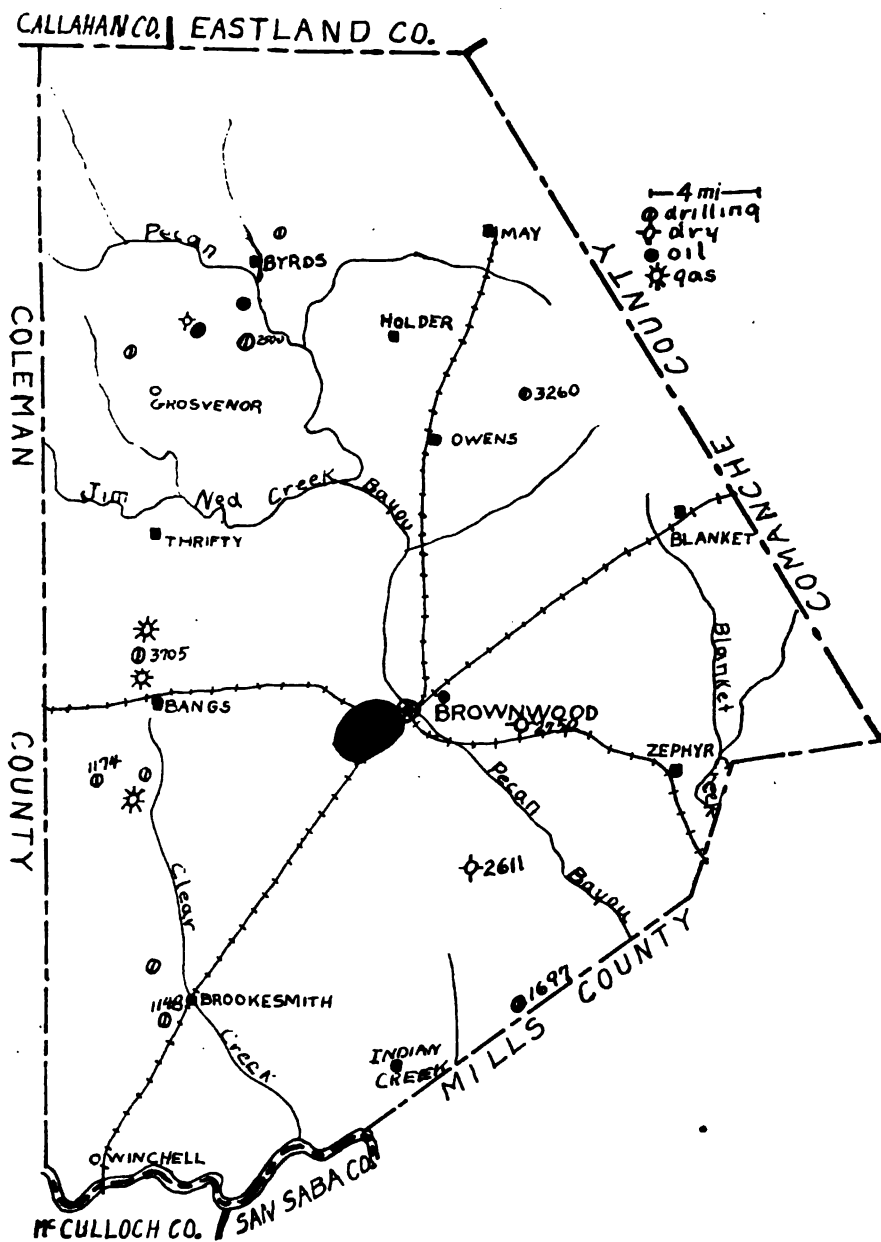 CALLAHAN CO. EASTLAND CO.
4 mi
drilling
dry
oil
gas
MAY
Pecan
BYRDS
COUNTY
COLEMAN
HOLDER
GROSVENOR
3260
OWENS
COMANCHE
Jim Ned Creek Bayou
THRIFTY
BLANKET
Blanket
3705
BANGS
BROWNWOOD
2750
ZEPHYR
Creek
COUNTY
1174
Pecan
Clear
2611
Bayou
1697
MILLS COUNTY
1148 BROOKESMITH
Creek
INDIAN
CREEK
WINCHELL
SAN SABA CO.
McCULLOCH CO.